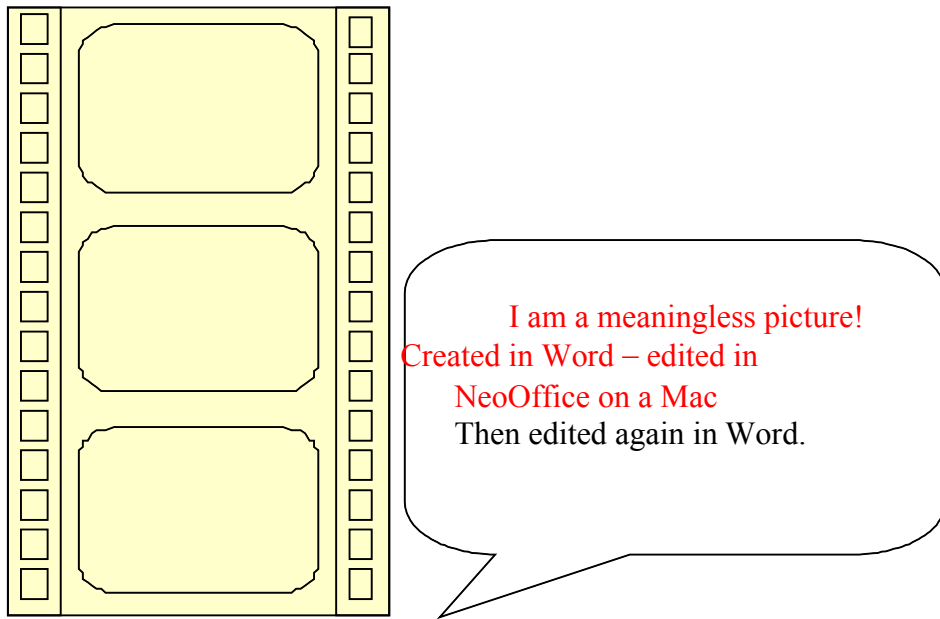 I am a meaningless picture!
Created in Word – edited in
NeoOffice on a Mac
Then edited again in Word.